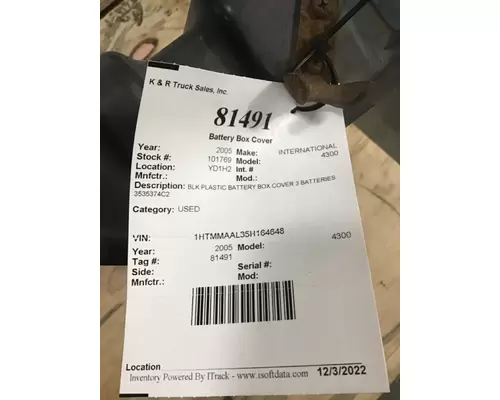 K & R Truck Sales, Inc.
81491
Battery Box Cover
Year: 2005 Make: INTERNATIONAL
Stock #: 101769 Model: 4300
Location: YD1H2 Int. #
Mnfctr.: Mod.:
Description: BLK PLASTIC BATTERY BOX COVER 3 BATTERIES
3535374C2
Category: USED
VIN: 1HTMMAAL35H164648
Year: 2005 Model: 4300
Tag #: 81491
Side: Serial #:
Mnfctr.: Mod:
Location
Inventory Powered By ITrack - www.isoftdata.com 12/3/2022